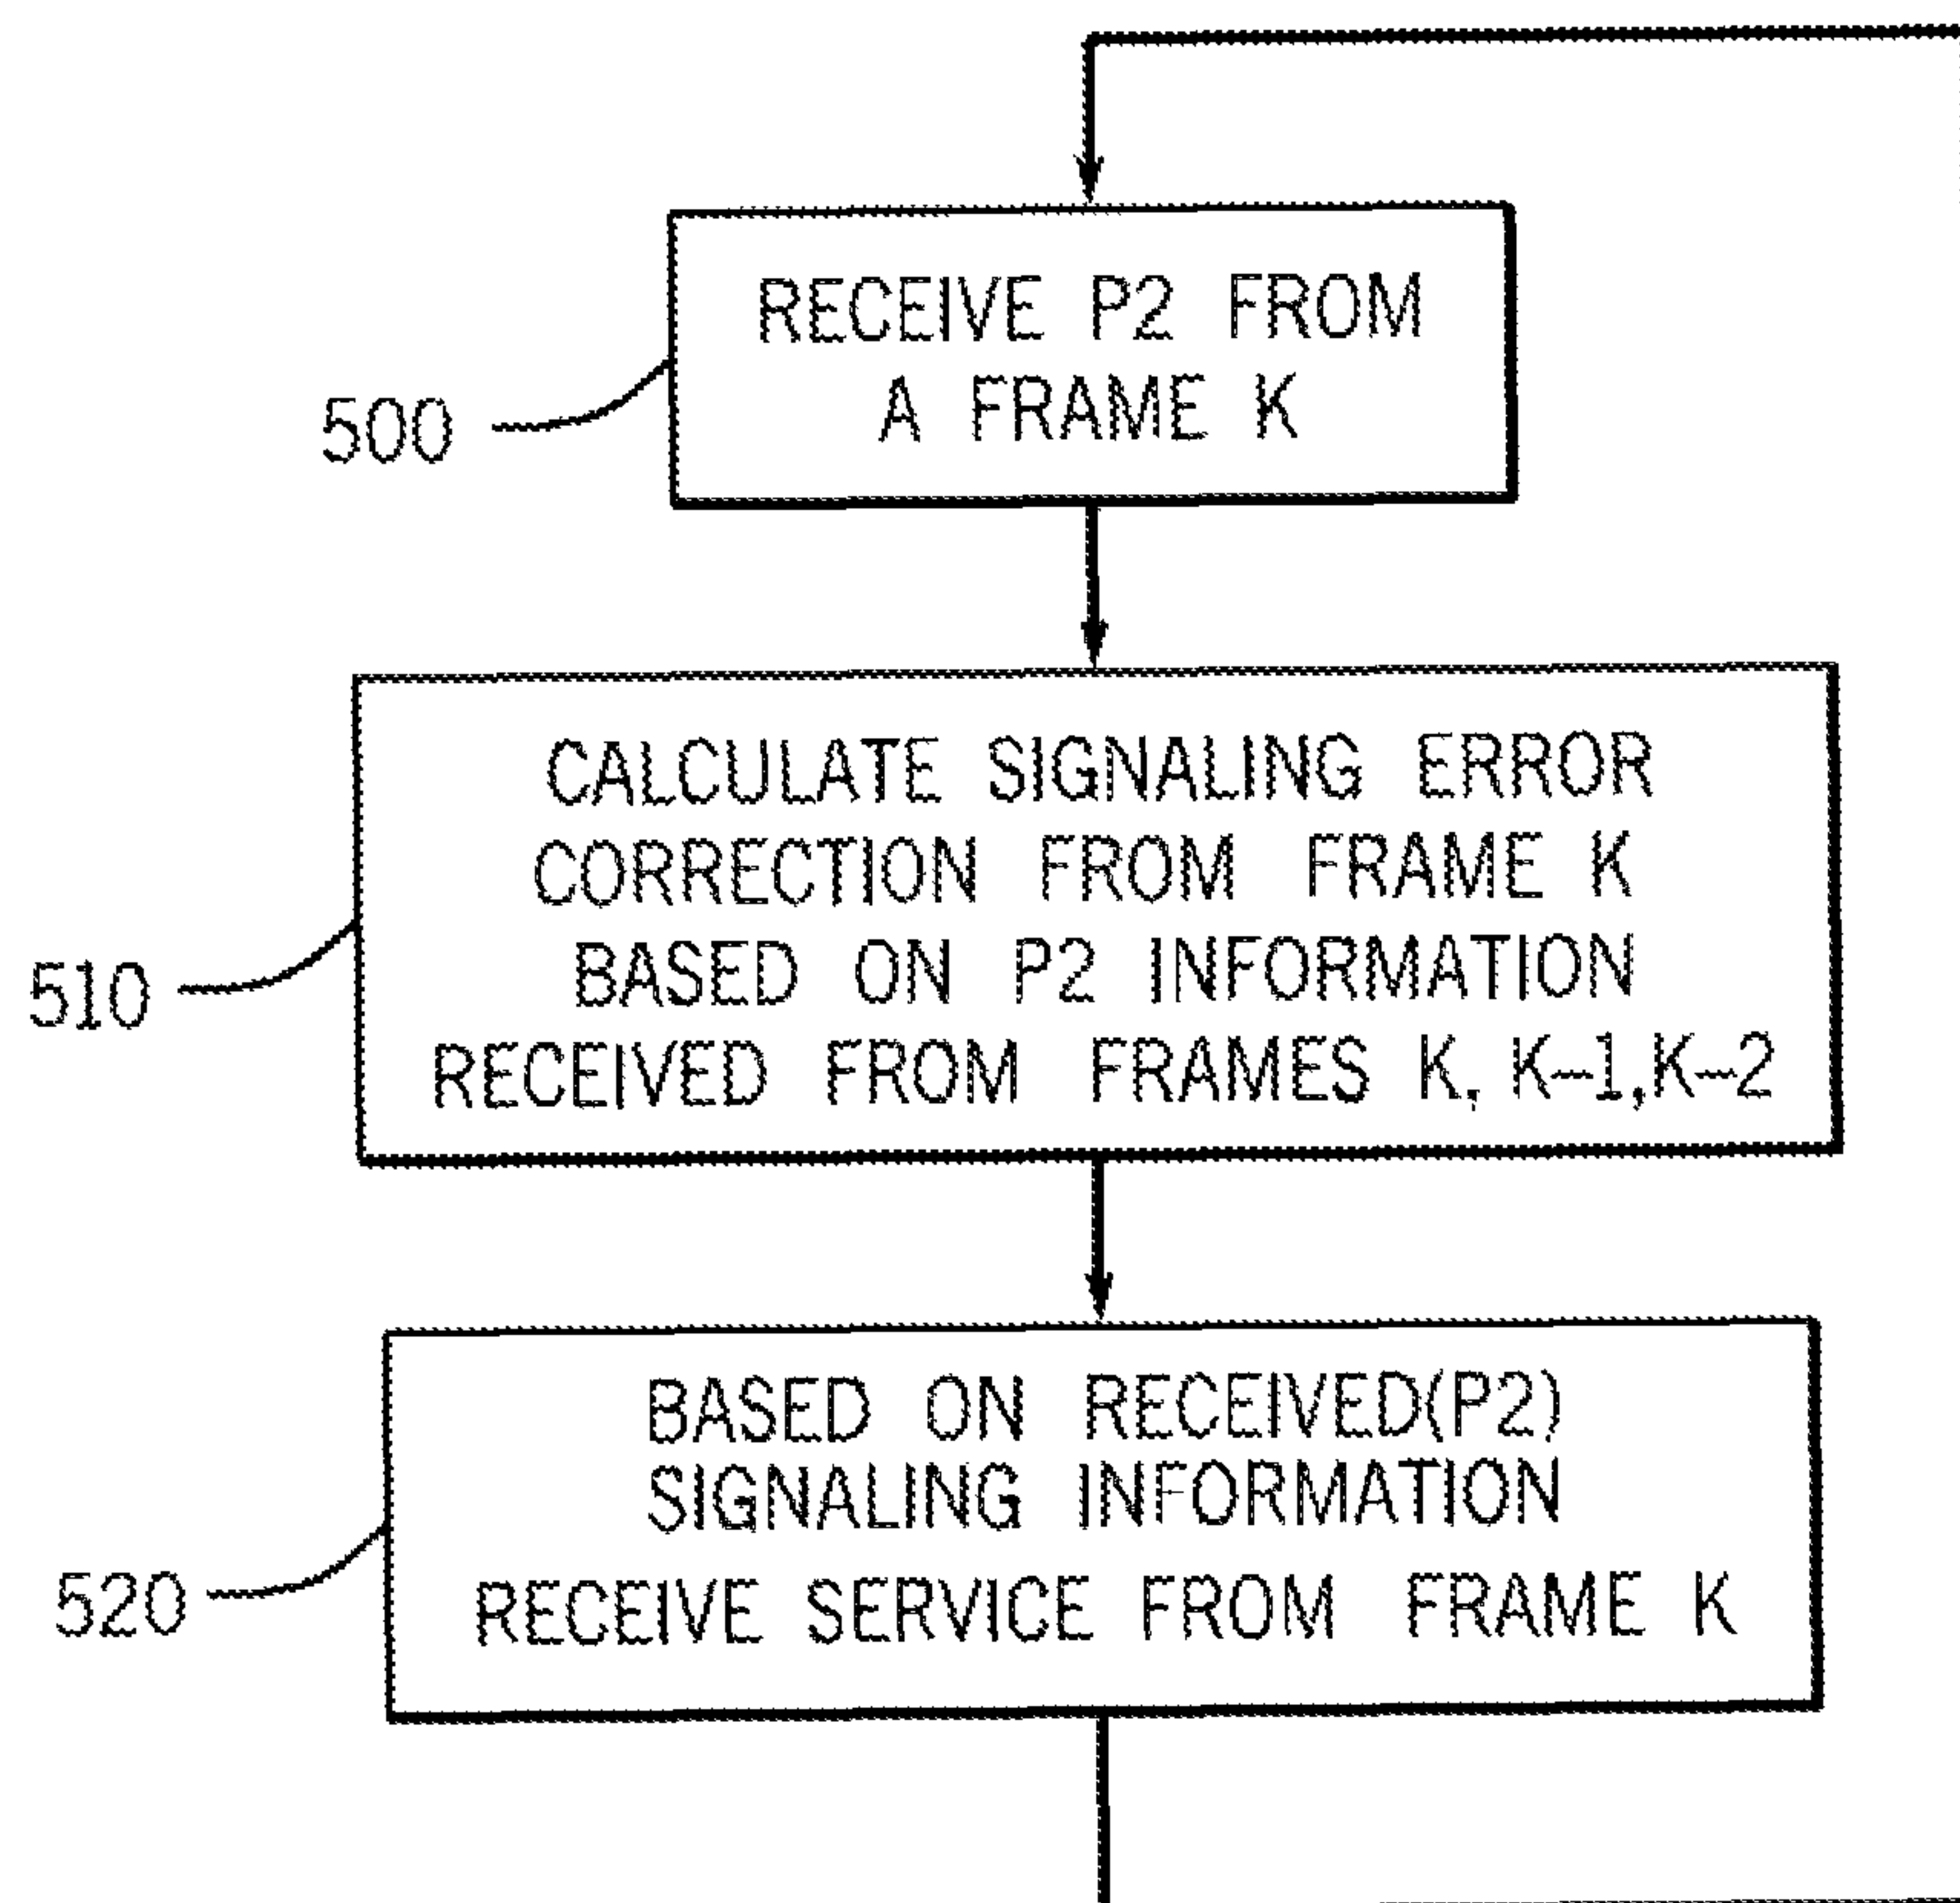 RECEIVE P2 FROM
A FRAME K
500
CALCULATE SIGNALING ERROR
CORRECTION FROM FRAME K
BASED ON P2 INFORMATION
RECEIVED FROM FRAMES K, K-1,K-2
510
BASED ON RECEIVED(P2)
SIGNALING INFORMATION
RECEIVE SERVICE FROM FRAME K
520